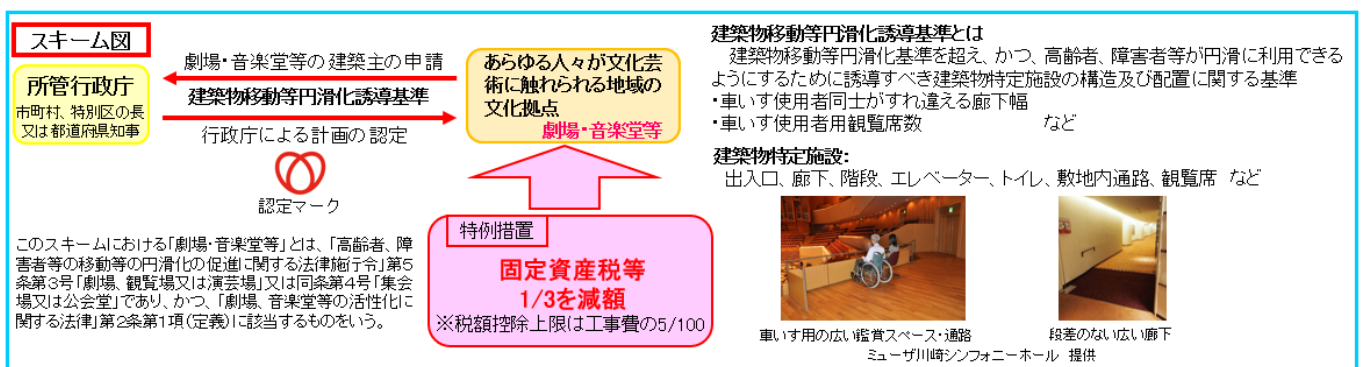 スキーム図
所管行政庁
市町村、特別区の長
又は都道府県知事
劇場・音楽堂等の建築主の申請
建築物移動等円滑化誘導基準
行政庁による計画の認定
認定マーク
あらゆる人々が文化芸
術に触れられる地域の
文化拠点
劇場・音楽堂等
特例措置
固定資産税等
1/3を減額
※税額控除上限は工事費の5/100
このスキームにおける「劇場・音楽堂等」とは、「高齢者、障
害者等の移動等の円滑化の促進に関する法律施行令」第5
条第3号「劇場、観覧場又は演芸場」又は同条第4号「集会
場又は公会堂」であり、かつ、「劇場、音楽堂等の活性化に
関する法律」第2条第1項(定義)に該当するものをいう。
建築物移動等円滑化誘導基準とは
建築物移動等円滑化基準を超え、かつ、高齢者、障害者等が円滑に利用できる
ようにするために誘導すべき建築物特定施設の構造及び配置に関する基準
・車いす使用者同士がすれ違える廊下幅
・車いす使用者用観覧席数 など
建築物特定施設:
出入口、廊下、階段、エレベーター、トイレ、敷地内通路、観覧席 など
車いす用の広い鑑賞スペース・通路
段差のない広い廊下
ミューザ川崎シンフォニーホール 提供